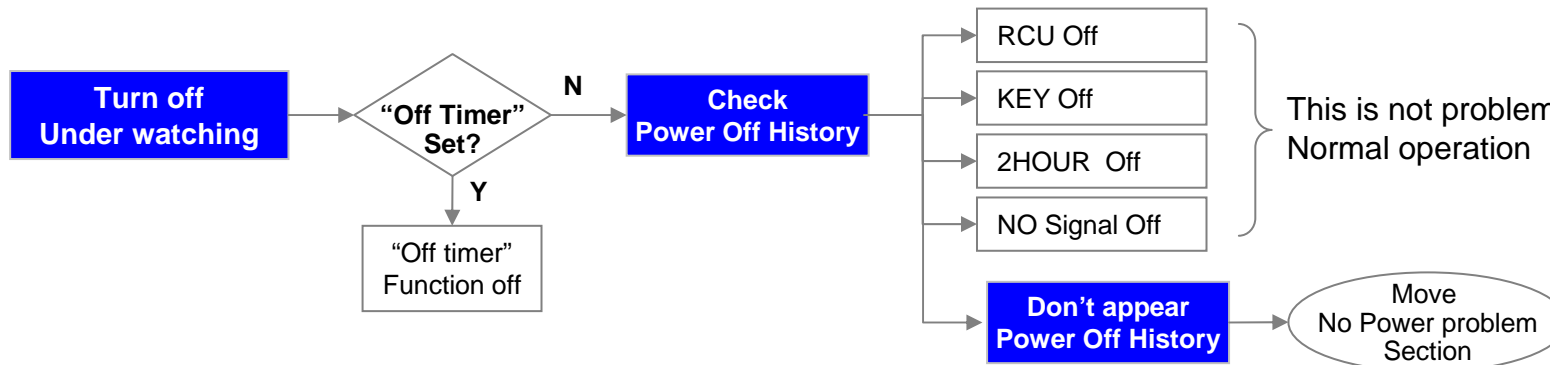 Turn off
Under watching
“Off Timer”
Set?
N
Y
“Off timer”
Function off
Check
Power Off History
RCU Off
KEY Off
2HOUR  Off
NO Signal Off
This is not problem
Normal operation
Don’t appear
Power Off History
Move
No Power problem
Section